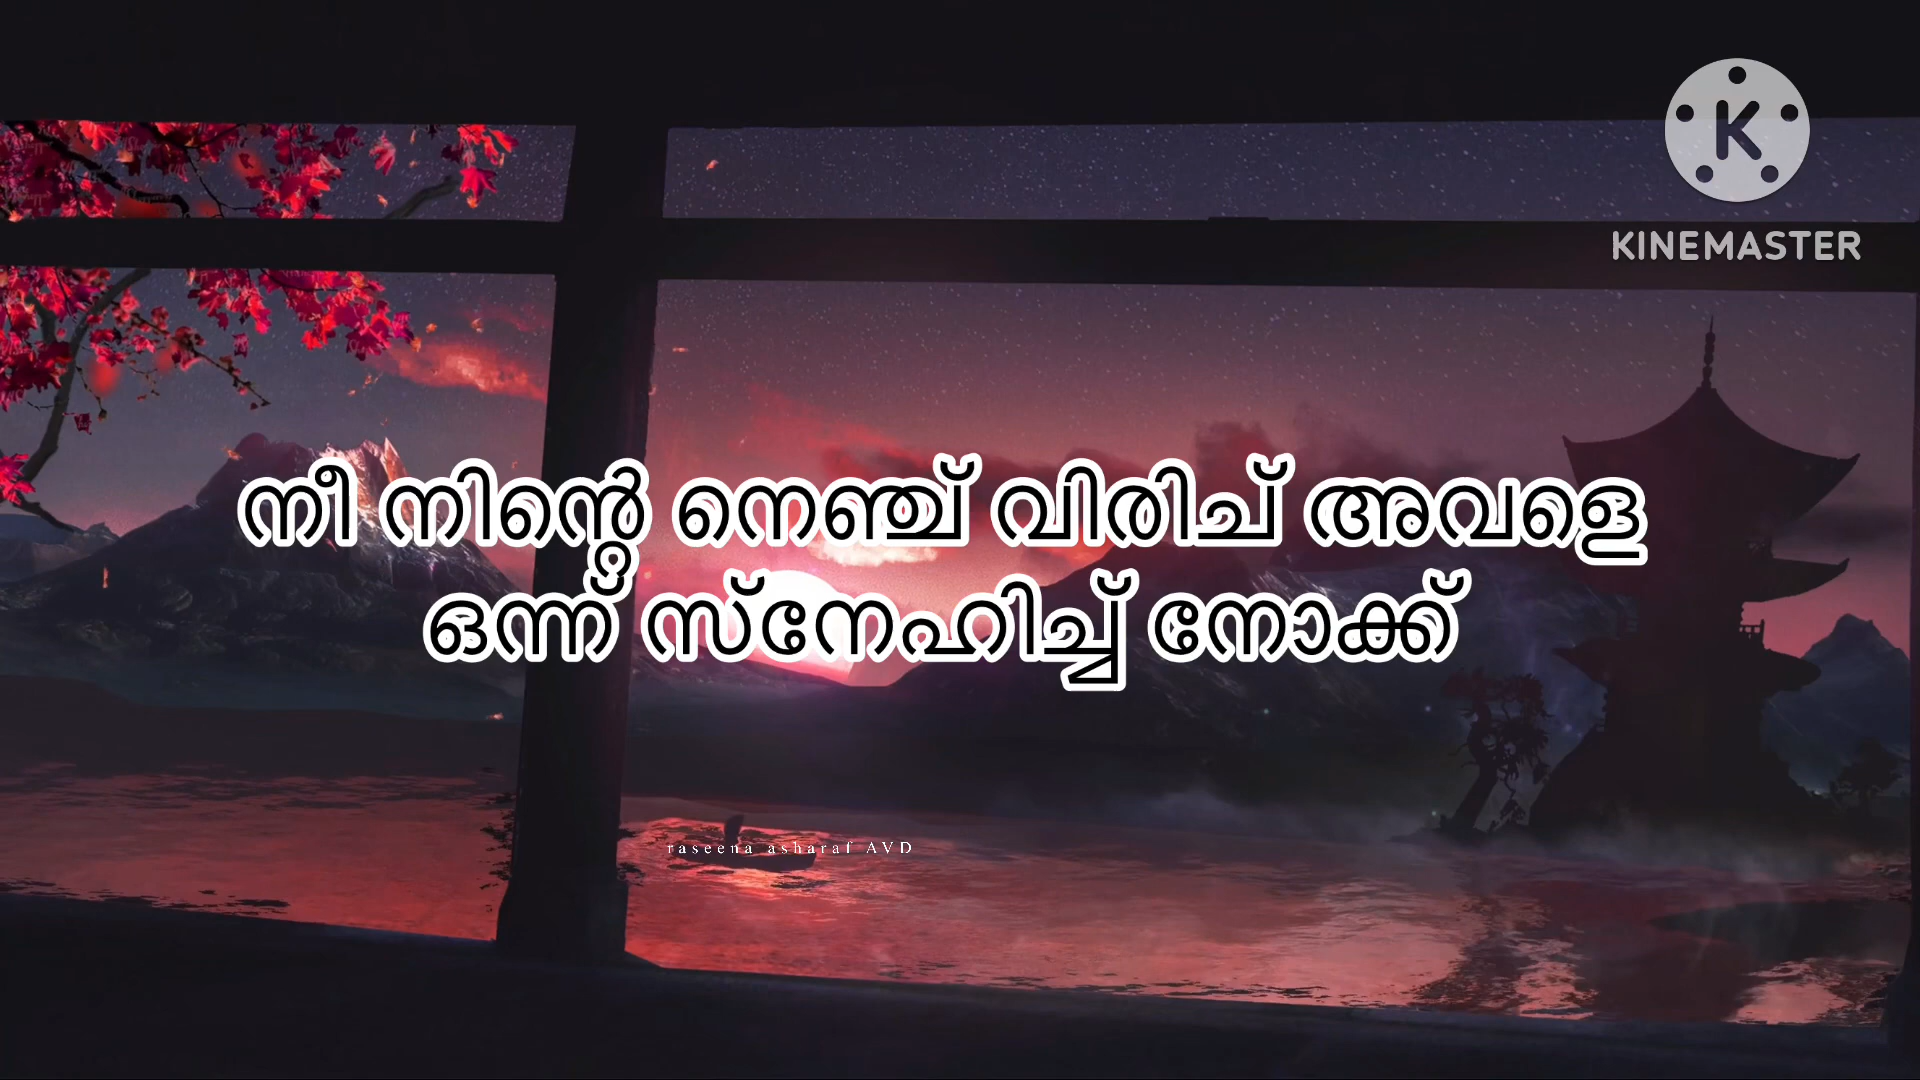 KINEMASTER
നീ നിന്റെ നെഞ്ച് വിരിച് അവളെ
ഒന്ന് സ്നേഹിച്ച് നോക്ക്
raseena asharaf AVD